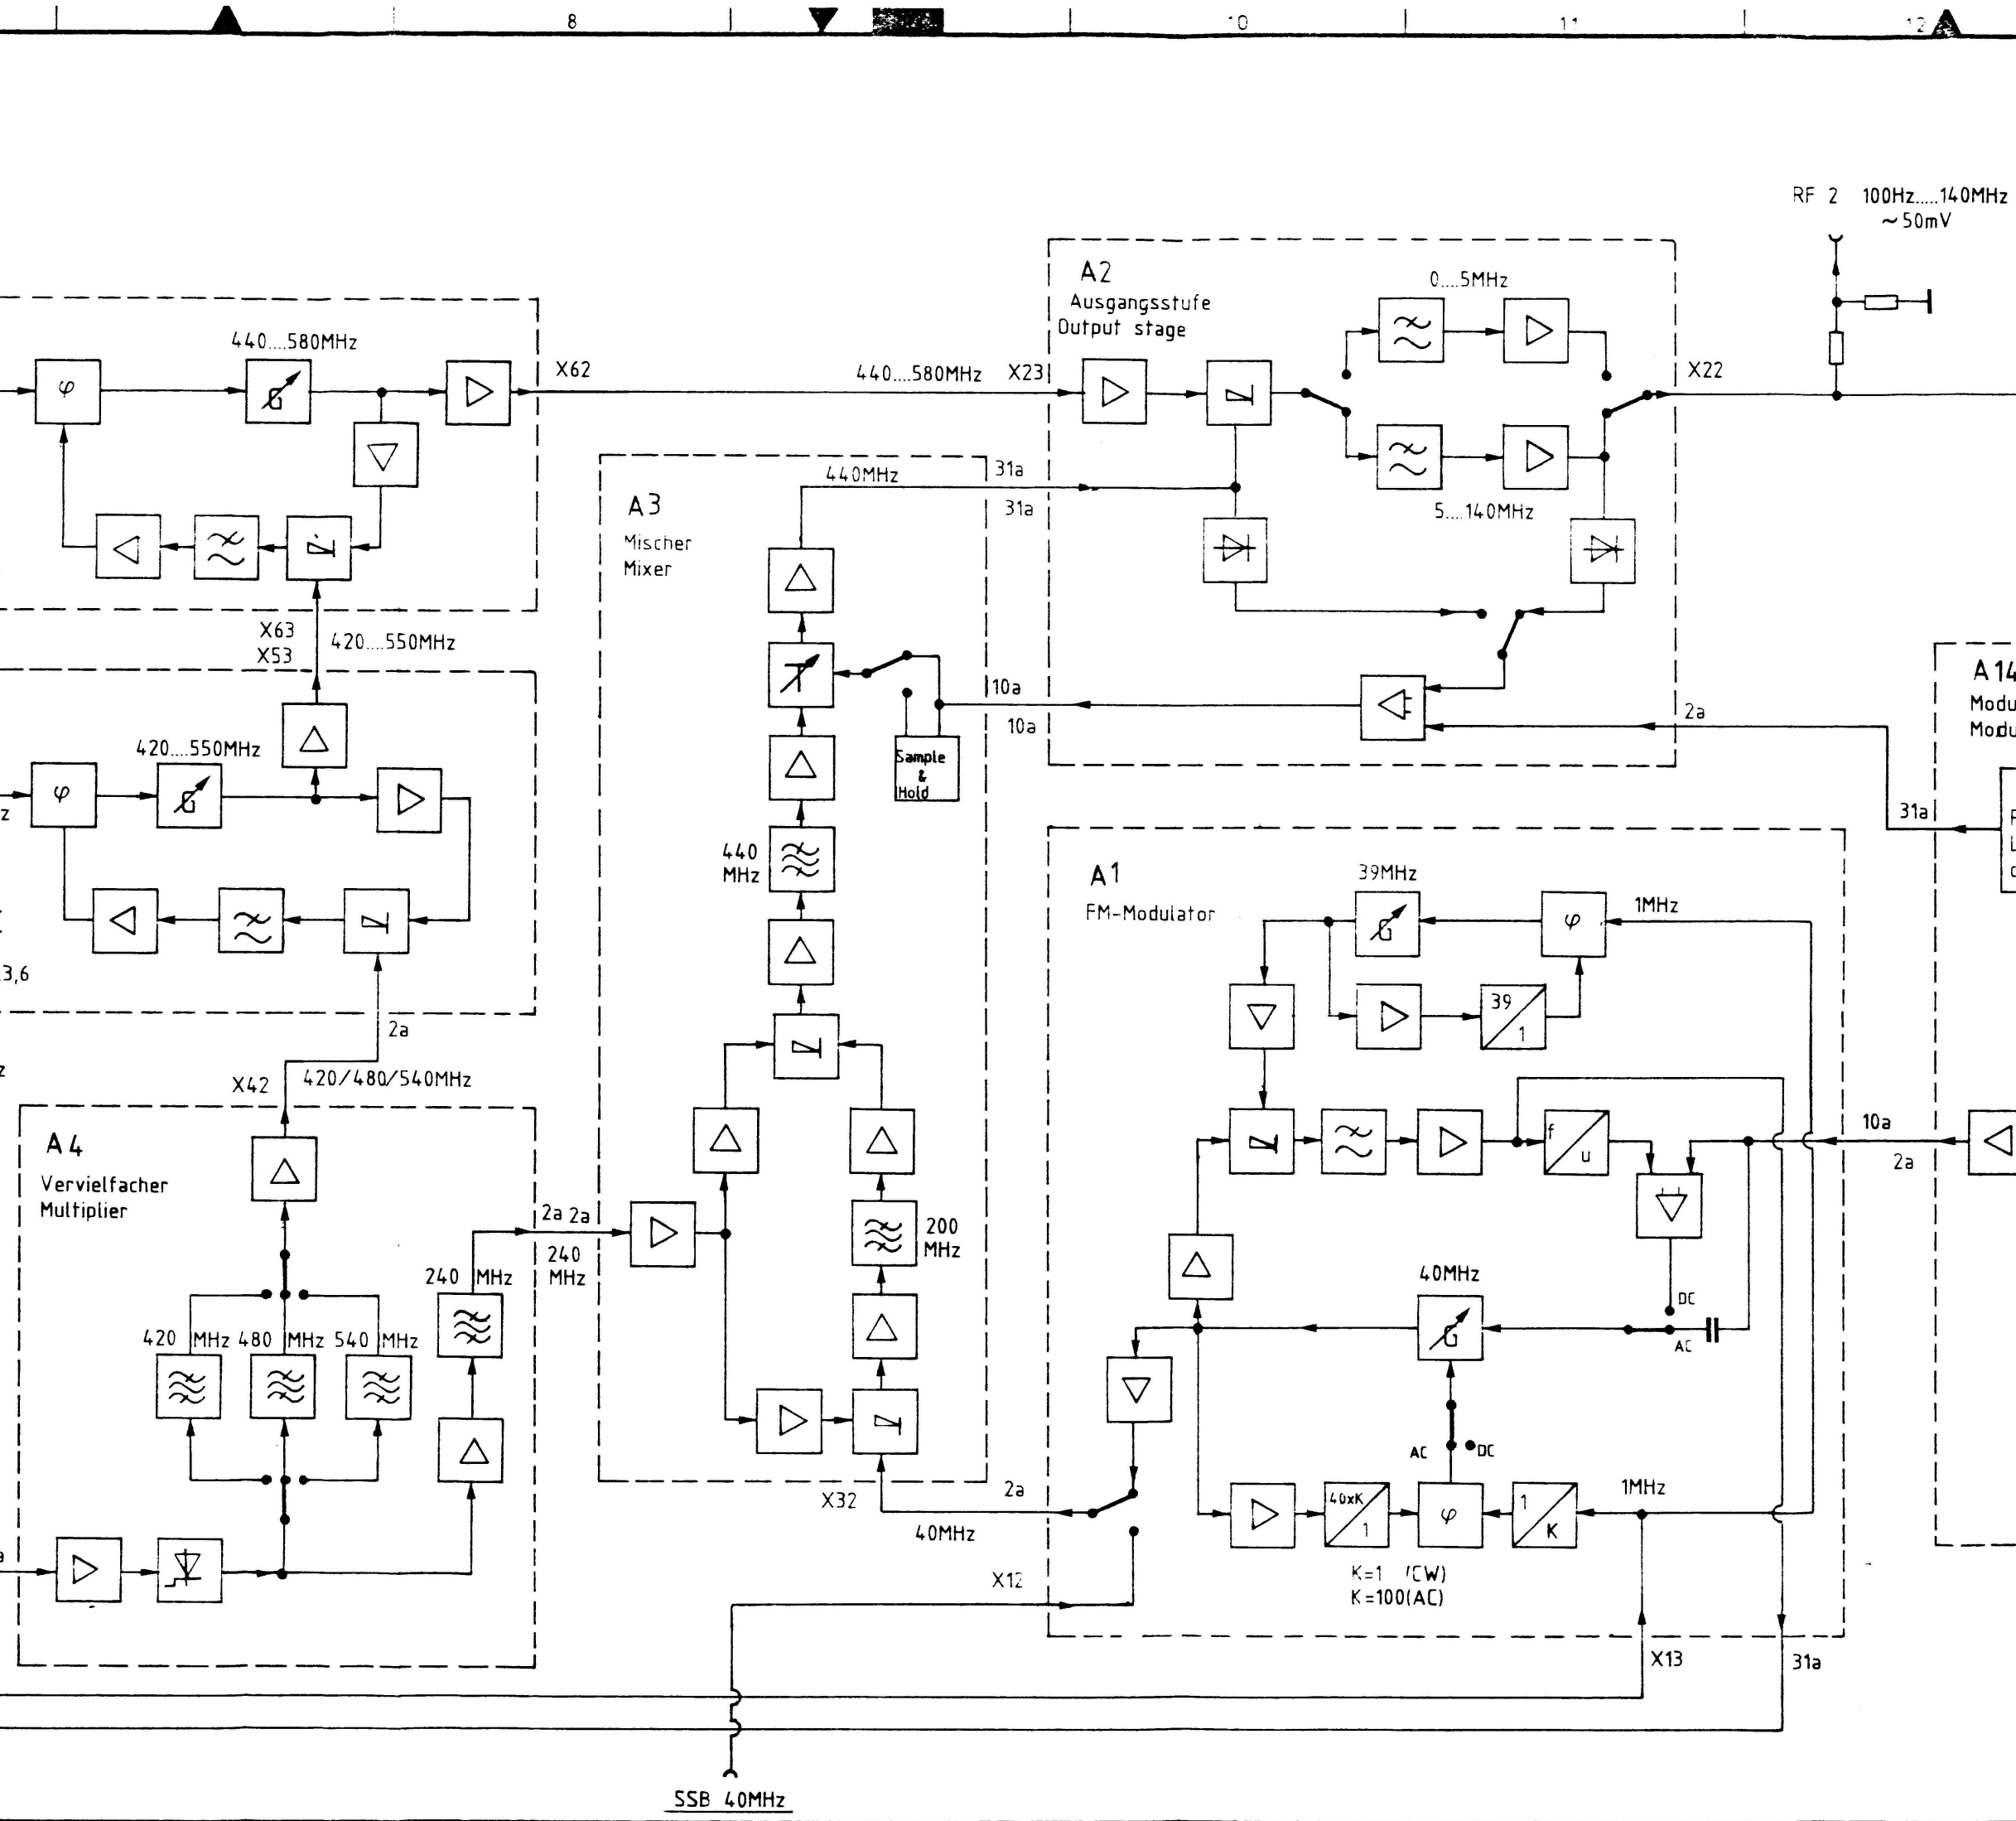 8
10
11
12
RF 2 100Hz.....140MHz
~50mV
A2
Ausgangsstufe
Output stage
0....5MHz
440....580MHz
φ
G
X62
440....580MHz
X23
X22
5....140MHz
440MHz
31a
31a
A3
Mischer
Mixer
X63
X53
420....550MHz
10a
10a
2a
A14
Modu
Modu
420....550MHz
φ
G
Sample
&
Hold
31a
440
MHz
A1
FM-Modulator
39MHz
G
φ
1MHz
3,6
39
1
2a
X42
420/480/540MHz
A4
Vervielfacher
Multiplier
f
u
10a
2a
2a 2a
240
MHz
200
MHz
240 MHz
40MHz
G
DC
AC
420 MHz 480 MHz 540 MHz
AC
DC
X32
2a
40MHz
40xK
1
φ
1
K
1MHz
K=1 (CW)
K=100(AC)
X12
X13
31a
SSB 40MHz